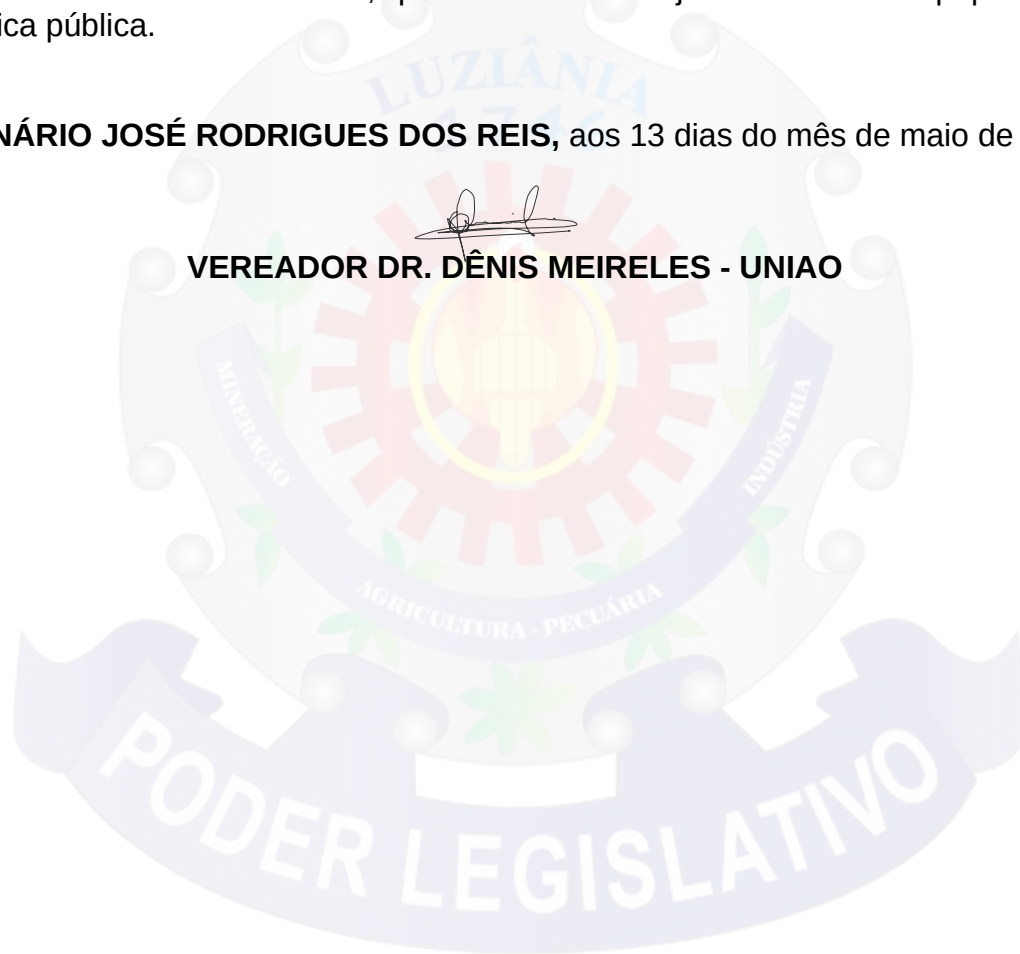 ica pública.
LUZIÂNIA
1746
NÁRIO JOSÉ RODRIGUES DOS REIS, aos 13 dias do mês de maio de
VEREADOR DR. DÊNIS MEIRELES - UNIAO
MINERAÇÃO
INDÚSTRIA
AGRICULTURA - PECUÁRIA
PODER LEGISLATIVO